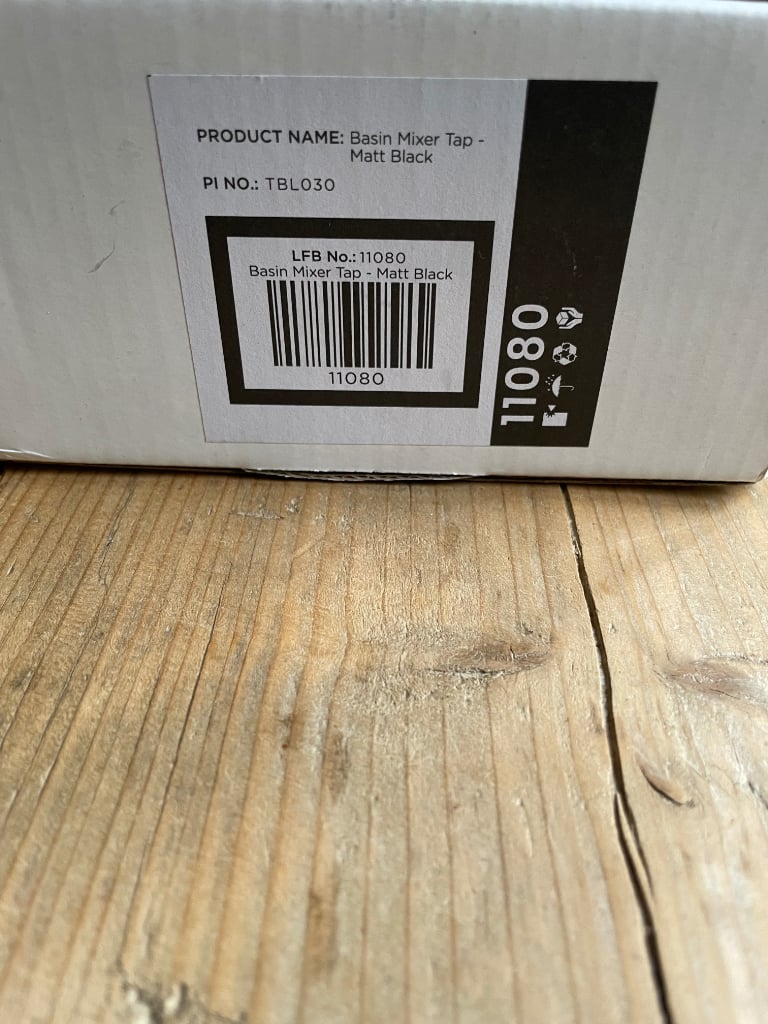 PRODUCT NAME: Basin Mixer Tap -
Matt Black
PI NO.: TBL030
LFB No.: 11080
Basin Mixer Tap - Matt Black
11080
11080